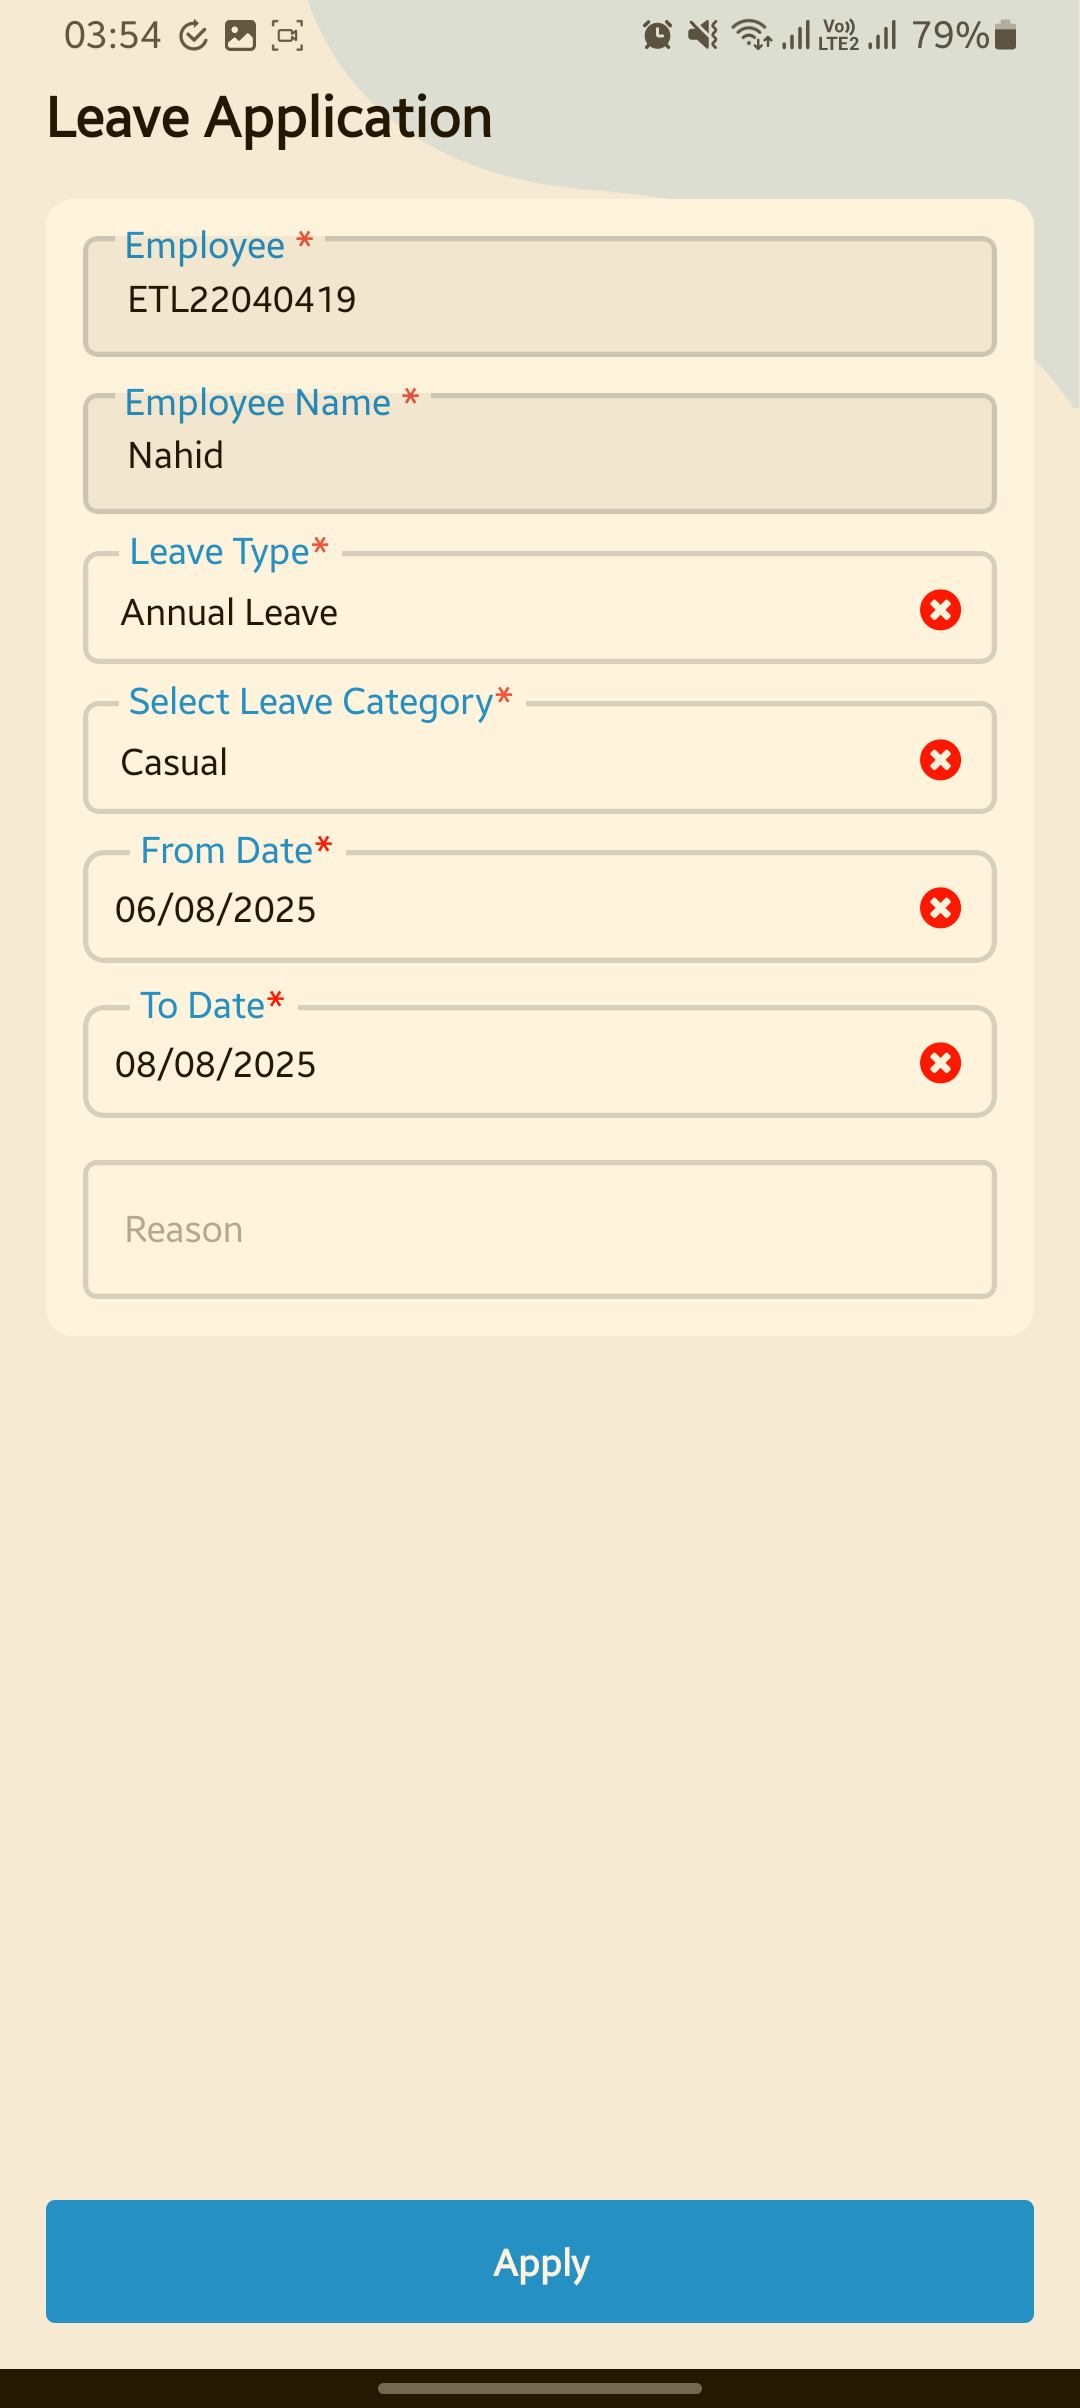 03:54 Vo)) LTE2 79%
Leave Application
Employee *
ETL22040419
Employee Name *
Nahid
Leave Type*
Annual Leave
Select Leave Category*
Casual
From Date*
06/08/2025
To Date*
08/08/2025
Reason
Apply